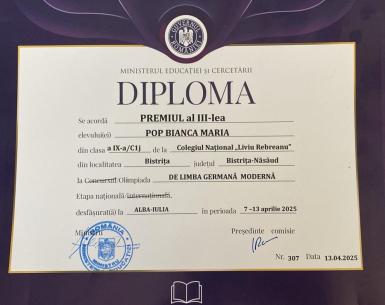 GUVERNUL ROMÂNIEI
MINISTERUL EDUCAȚIEI și CERCETĂRII
DIPLOMA
Se acordă PREMIUL al III-lea
elevului(ei) POP BIANCA MARIA
din clasa a IX-a/C1j de la Colegiul Național „Liviu Rebreanu”
din localitatea Bistrița județul Bistrița-Năsăud
la Concursul Olimpiada DE LIMBA GERMANĂ MODERNĂ
Etapa națională/internațională,
desfășurat(a) la ALBA-IULIA în perioada 7 –13 aprilie 2025
Ministru Președinte comisie
ROMÂNIA
Nr. 307 Data 13.04.2025